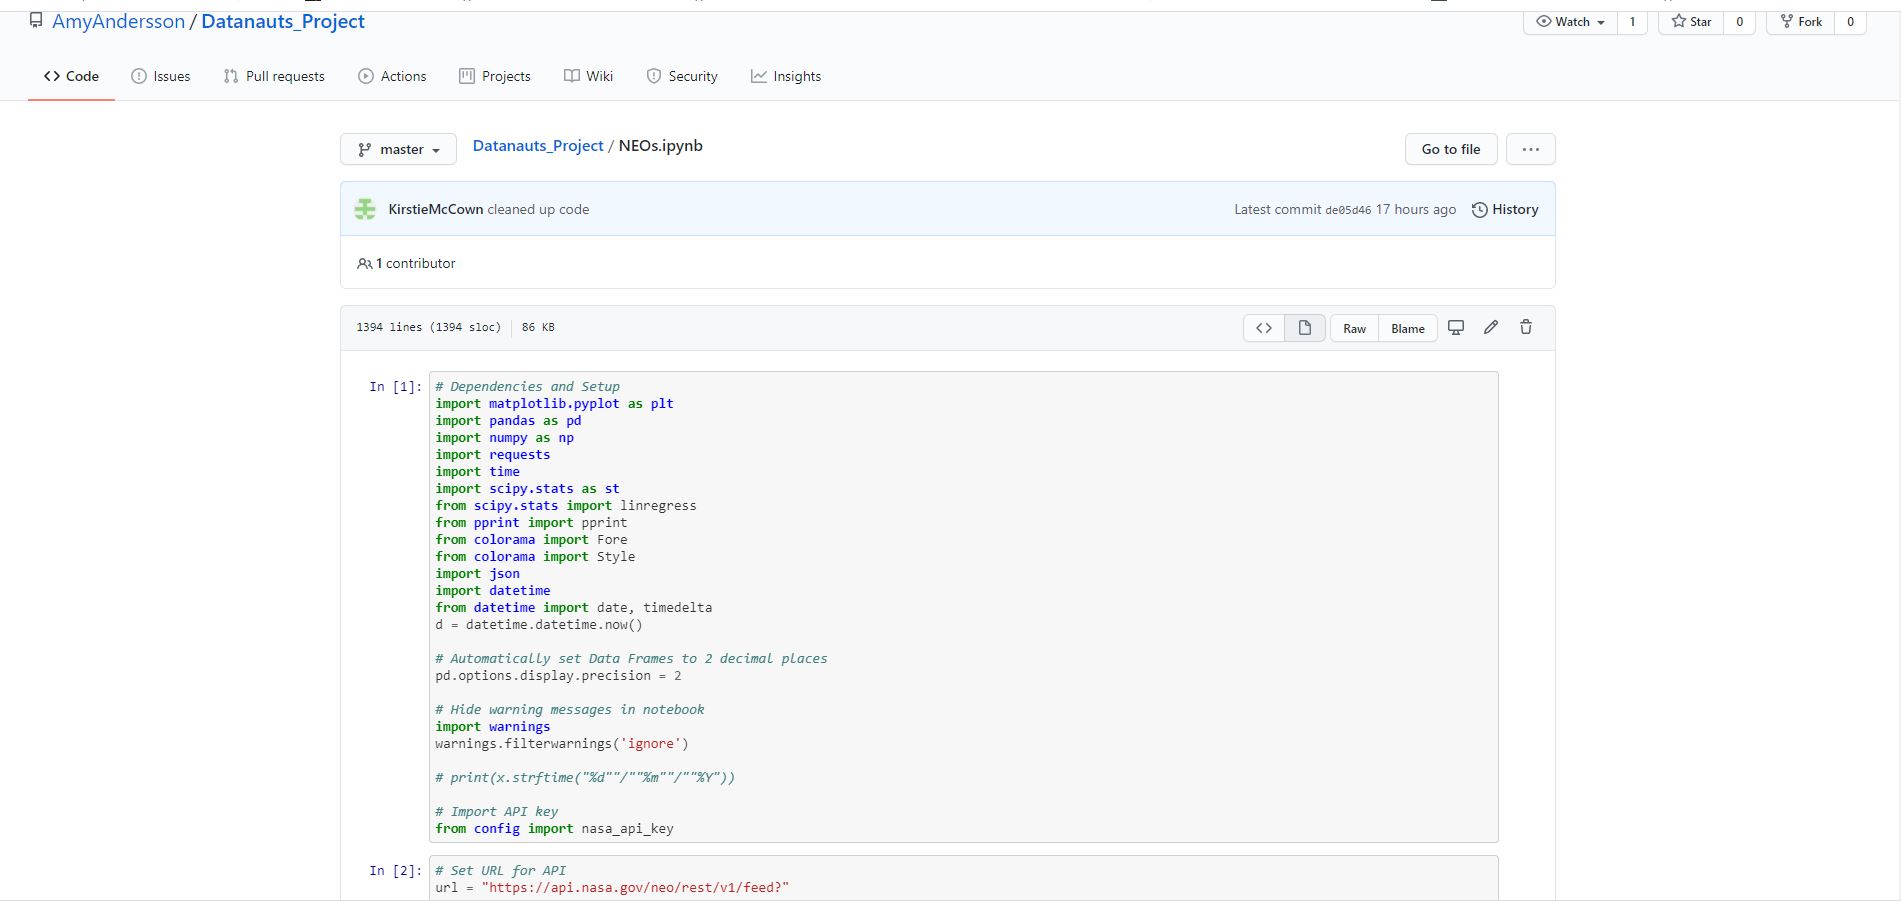 AmyAndersson / Datanauts_Project
Watch 1 Star 0 Fork 0
Code Issues Pull requests Actions Projects Wiki Security Insights
master Datanauts_Project / NEOs.ipynb Go to file ...
KirstieMcCown cleaned up code Latest commit de05d46 17 hours ago History
1 contributor
1394 lines (1394 sloc) 86 KB <> Raw Blame
In [1]: # Dependencies and Setup
import matplotlib.pyplot as plt
import pandas as pd
import numpy as np
import requests
import time
import scipy.stats as st
from scipy.stats import linregress
from pprint import pprint
from colorama import Fore
from colorama import Style
import json
import datetime
from datetime import date, timedelta
d = datetime.datetime.now()
# Automatically set Data Frames to 2 decimal places
pd.options.display.precision = 2
# Hide warning messages in notebook
import warnings
warnings.filterwarnings('ignore')
# print(x.strftime("%d""/""%m""/""%Y"))
# Import API key
from config import nasa_api_key
In [2]: # Set URL for API
url = "https://api.nasa.gov/neo/rest/v1/feed?"